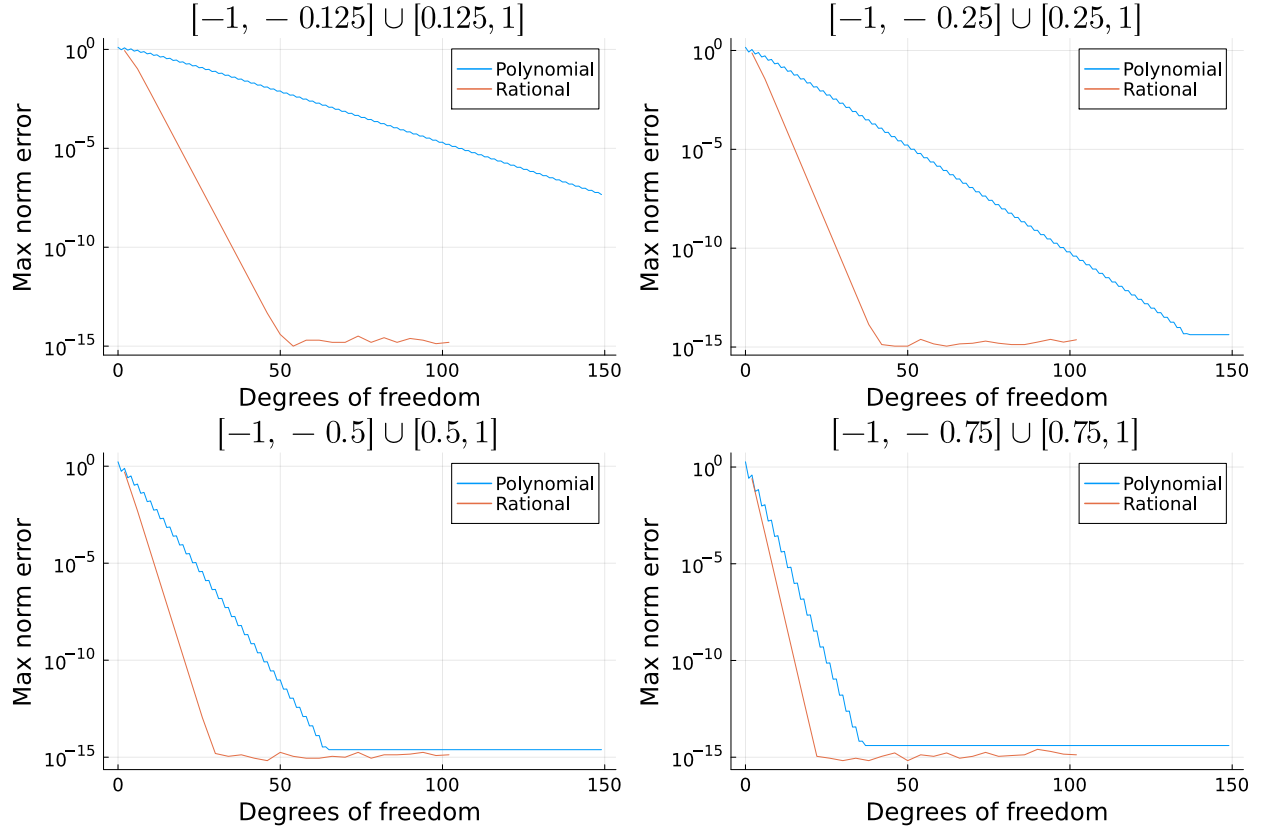 [−1, − 0.125] ∪ [0.125, 1]
10^0
10^−5
10^−10
10^−15
Max norm error
Polynomial
Rational
0
50
100
150
Degrees of freedom
[−1, − 0.25] ∪ [0.25, 1]
10^0
10^−5
10^−10
10^−15
Max norm error
Polynomial
Rational
0
50
100
150
Degrees of freedom
[−1, − 0.5] ∪ [0.5, 1]
10^0
10^−5
10^−10
10^−15
Max norm error
Polynomial
Rational
0
50
100
150
Degrees of freedom
[−1, − 0.75] ∪ [0.75, 1]
10^0
10^−5
10^−10
10^−15
Max norm error
Polynomial
Rational
0
50
100
150
Degrees of freedom